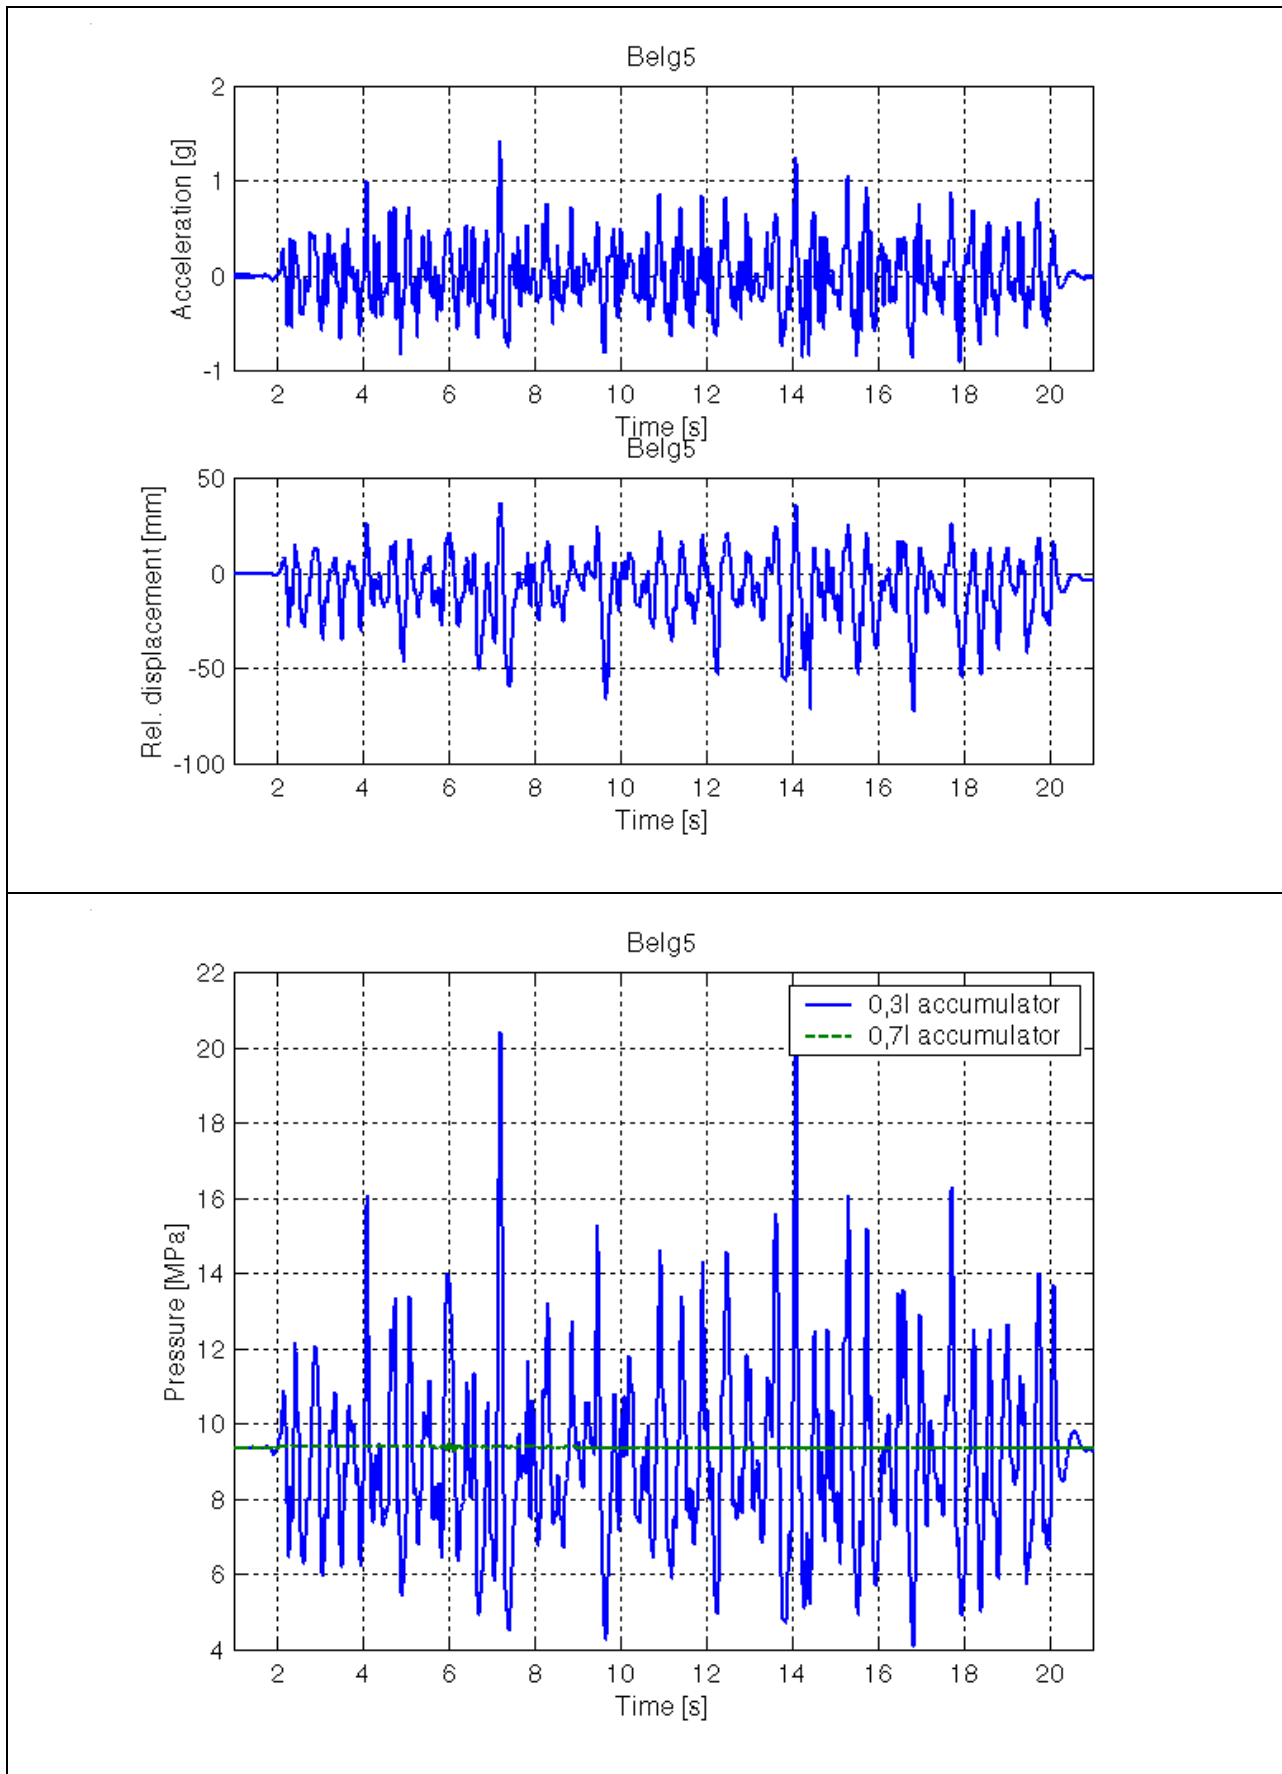 Belg5
2
1
0
-1
Acceleration [g]
2 4 6 8 10 12 14 16 18 20
Time [s]
Belg5
50
0
-50
-100
Rel. displacement [mm]
2 4 6 8 10 12 14 16 18 20
Time [s]
Belg5
22
20
18
16
14
12
10
8
6
4
Pressure [MPa]
0,3l accumulator
0,7l accumulator
2 4 6 8 10 12 14 16 18 20
Time [s]